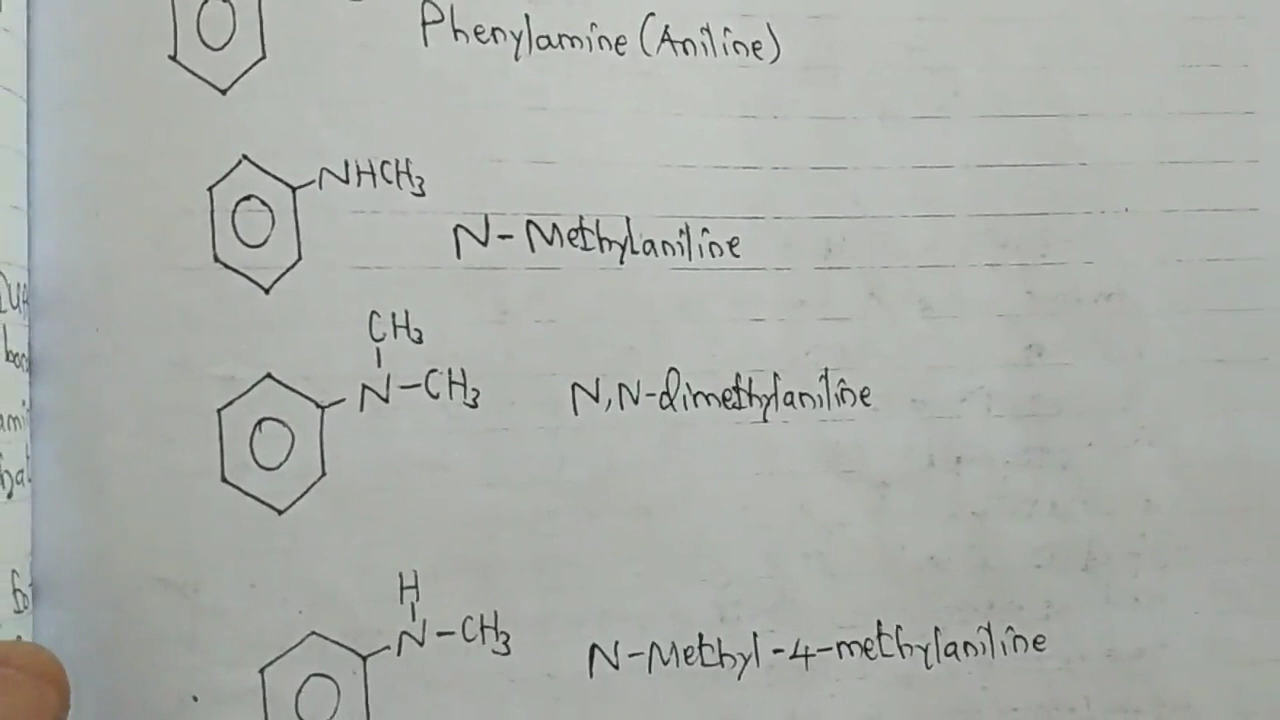 Phenylamine (Aniline)
NHCH3
N-Methylaniline
CH3
N-CH3
N,N-dimethylaniline
H
N-CH3
N-Methyl-4-methylaniline